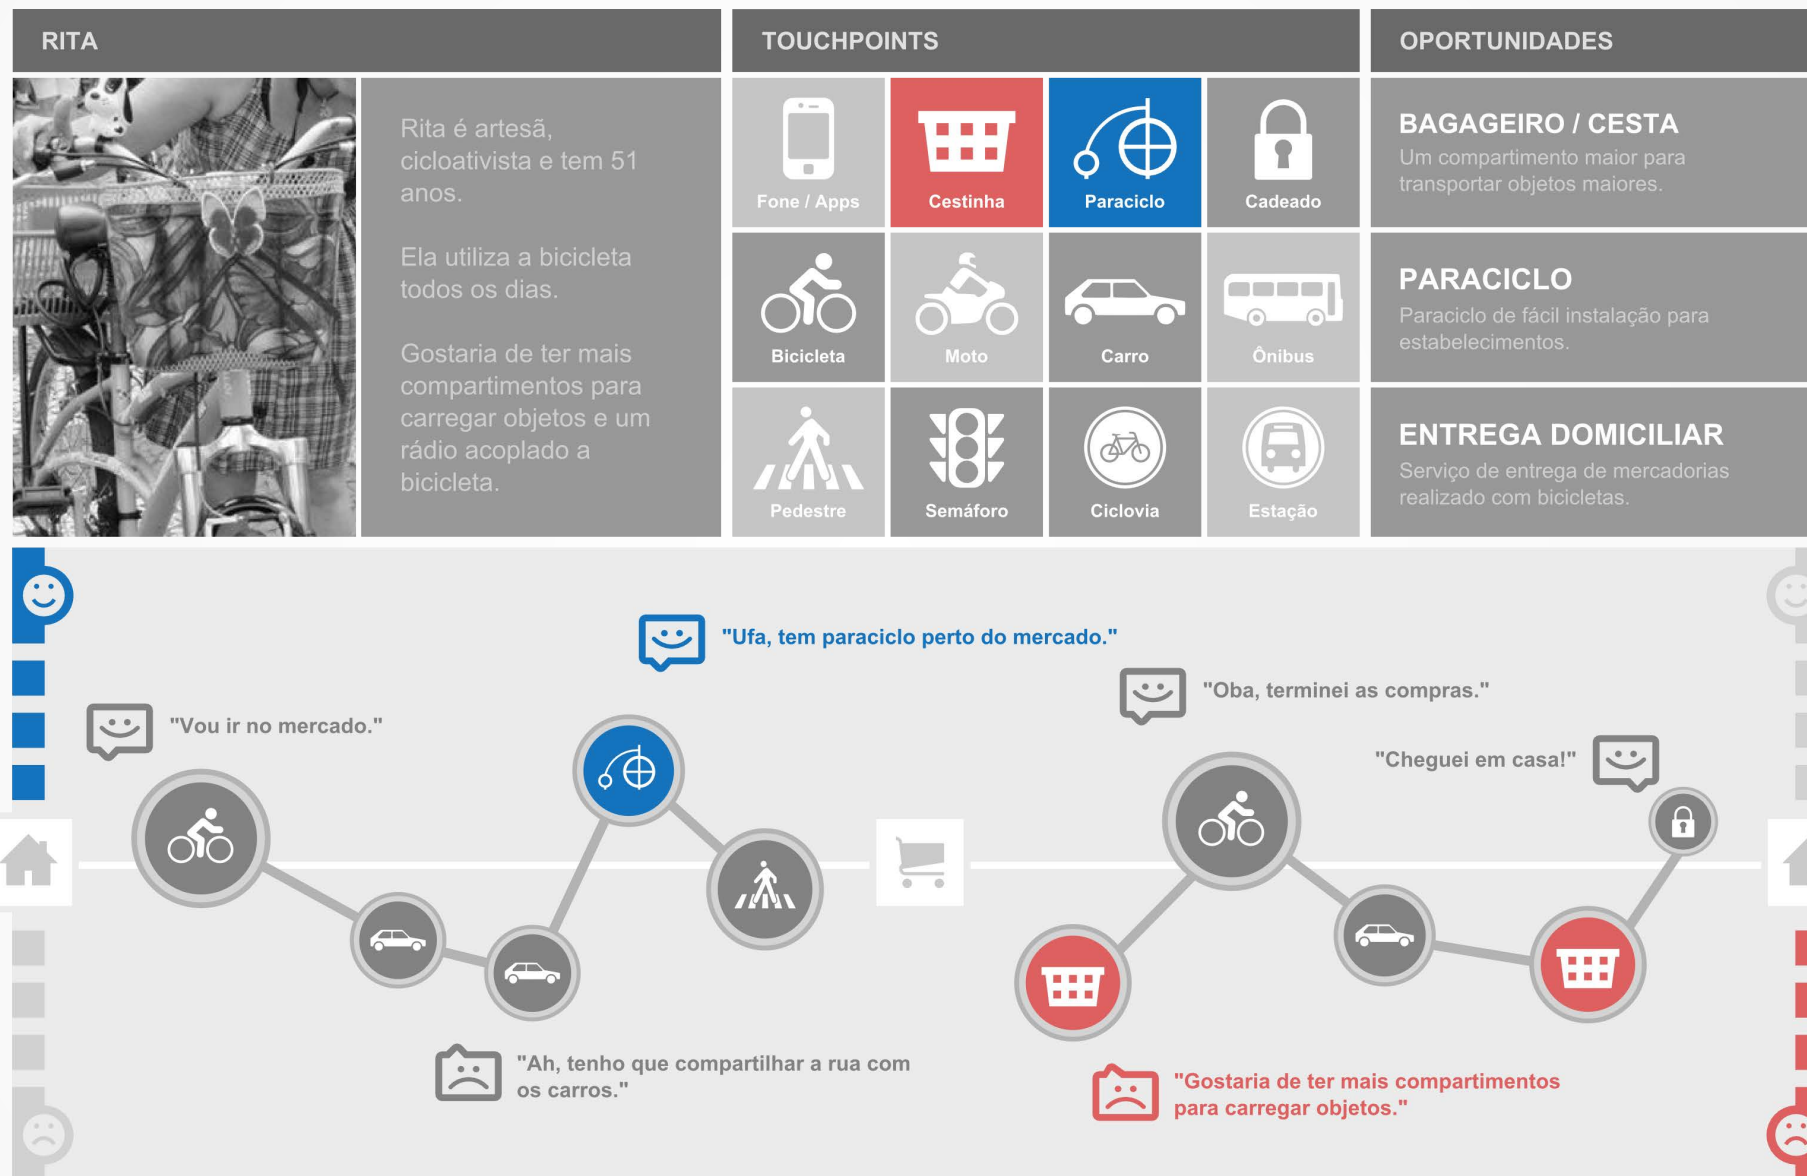 RITA
Rita é artesã,
cicloativista e tem 51
anos.
Ela utiliza a bicicleta
todos os dias.
Gostaria de ter mais
compartimentos para
carregar objetos e um
rádio acoplado a
bicicleta.
TOUCHPOINTS
Fone / Apps
Cestinha
Paraciclo
Cadeado
Bicicleta
Moto
Carro
Ônibus
Pedestre
Semáforo
Ciclovia
Estação
OPORTUNIDADES
BAGAGEIRO / CESTA
Um compartimento maior para
transportar objetos maiores.
PARACICLO
Paraciclo de fácil instalação para
estabelecimentos.
ENTREGA DOMICILIAR
Serviço de entrega de mercadorias
realizado com bicicletas.
"Vou ir no mercado."
"Ufa, tem paraciclo perto do mercado."
"Oba, terminei as compras."
"Cheguei em casa!"
"Ah, tenho que compartilhar a rua com
os carros."
"Gostaria de ter mais compartimentos
para carregar objetos."